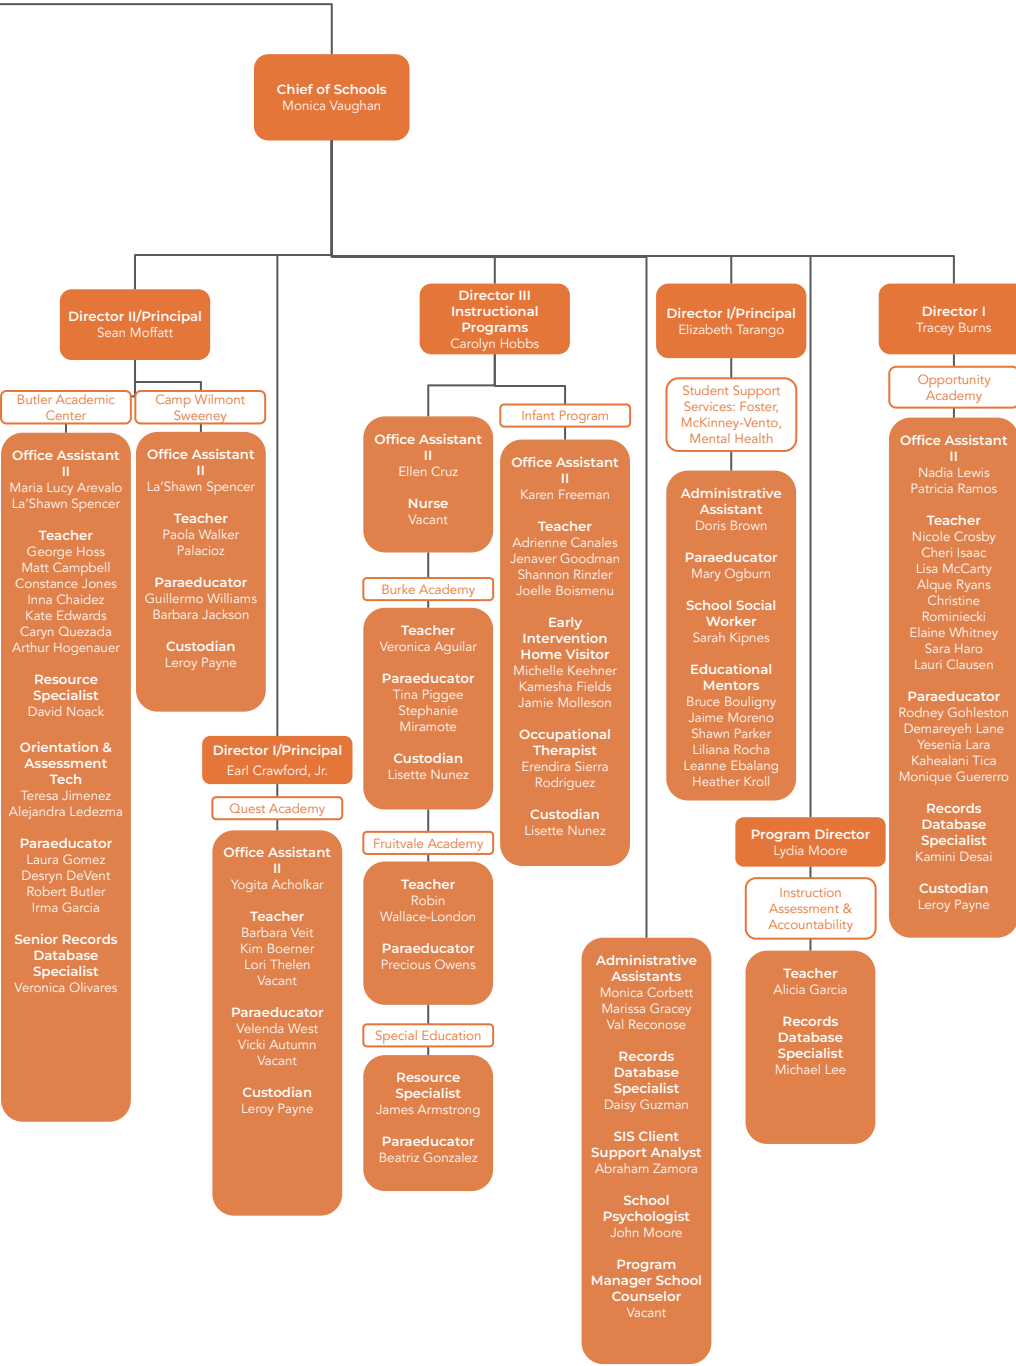 Chief of Schools
Monica Vaughan
Director II/Principal
Sean Moffatt
Butler Academic
Center
Office Assistant
II
Maria Lucy Arevalo
La'Shawn Spencer
Teacher
George Hoss
Matt Campbell
Constance Jones
Inna Chaidez
Kate Edwards
Caryn Quezada
Arthur Hogenauer
Resource
Specialist
David Noack
Orientation &
Assessment
Tech
Teresa Jimenez
Alejandra Ledezma
Paraeducator
Laura Gomez
Desryn DeVent
Robert Butler
Irma Garcia
Senior Records
Database
Specialist
Veronica Olivares
Camp Wilmont
Sweeney
Office Assistant
II
La'Shawn Spencer
Teacher
Paola Walker
Palacioz
Paraeducator
Guillermo Williams
Barbara Jackson
Custodian
Leroy Payne
Director I/Principal
Earl Crawford, Jr.
Quest Academy
Office Assistant
II
Yogita Acholkar
Teacher
Barbara Veit
Kim Boerner
Lori Thelen
Vacant
Paraeducator
Velenda West
Vicki Autumn
Vacant
Custodian
Leroy Payne
Director III
Instructional
Programs
Carolyn Hobbs
Office Assistant
II
Ellen Cruz
Nurse
Vacant
Burke Academy
Teacher
Veronica Aguilar
Paraeducator
Tina Piggee
Stephanie
Miramote
Custodian
Lisette Nunez
Fruitvale Academy
Teacher
Robin
Wallace-London
Paraeducator
Precious Owens
Special Education
Resource
Specialist
James Armstrong
Paraeducator
Beatriz Gonzalez
Infant Program
Office Assistant
II
Karen Freeman
Teacher
Adrienne Canales
Jenaver Goodman
Shannon Rinzler
Joelle Boismenu
Early
Intervention
Home Visitor
Michelle Keehner
Kamesha Fields
Jamie Molleson
Occupational
Therapist
Erendira Sierra
Rodriguez
Custodian
Lisette Nunez
Administrative
Assistants
Monica Corbett
Marissa Gracey
Val Reconose
Records
Database
Specialist
Daisy Guzman
SIS Client
Support Analyst
Abraham Zamora
School
Psychologist
John Moore
Program
Manager School
Counselor
Vacant
Director I/Principal
Elizabeth Tarango
Student Support
Services: Foster,
McKinney-Vento,
Mental Health
Administrative
Assistant
Doris Brown
Paraeducator
Mary Ogburn
School Social
Worker
Sarah Kipnes
Educational
Mentors
Bruce Bouligny
Jaime Moreno
Shawn Parker
Liliana Rocha
Leanne Ebalang
Heather Kroll
Program Director
Lydia Moore
Instruction
Assessment &
Accountability
Teacher
Alicia Garcia
Records
Database
Specialist
Michael Lee
Director I
Tracey Burns
Opportunity
Academy
Office Assistant
II
Nadia Lewis
Patricia Ramos
Teacher
Nicole Crosby
Cheri Isaac
Lisa McCarty
Alque Ryans
Christine
Rominiecki
Elaine Whitney
Sara Haro
Lauri Clausen
Paraeducator
Rodney Gohleston
Demareyeh Lane
Yesenia Lara
Kahealani Tica
Monique Guererro
Records
Database
Specialist
Kamini Desai
Custodian
Leroy Payne